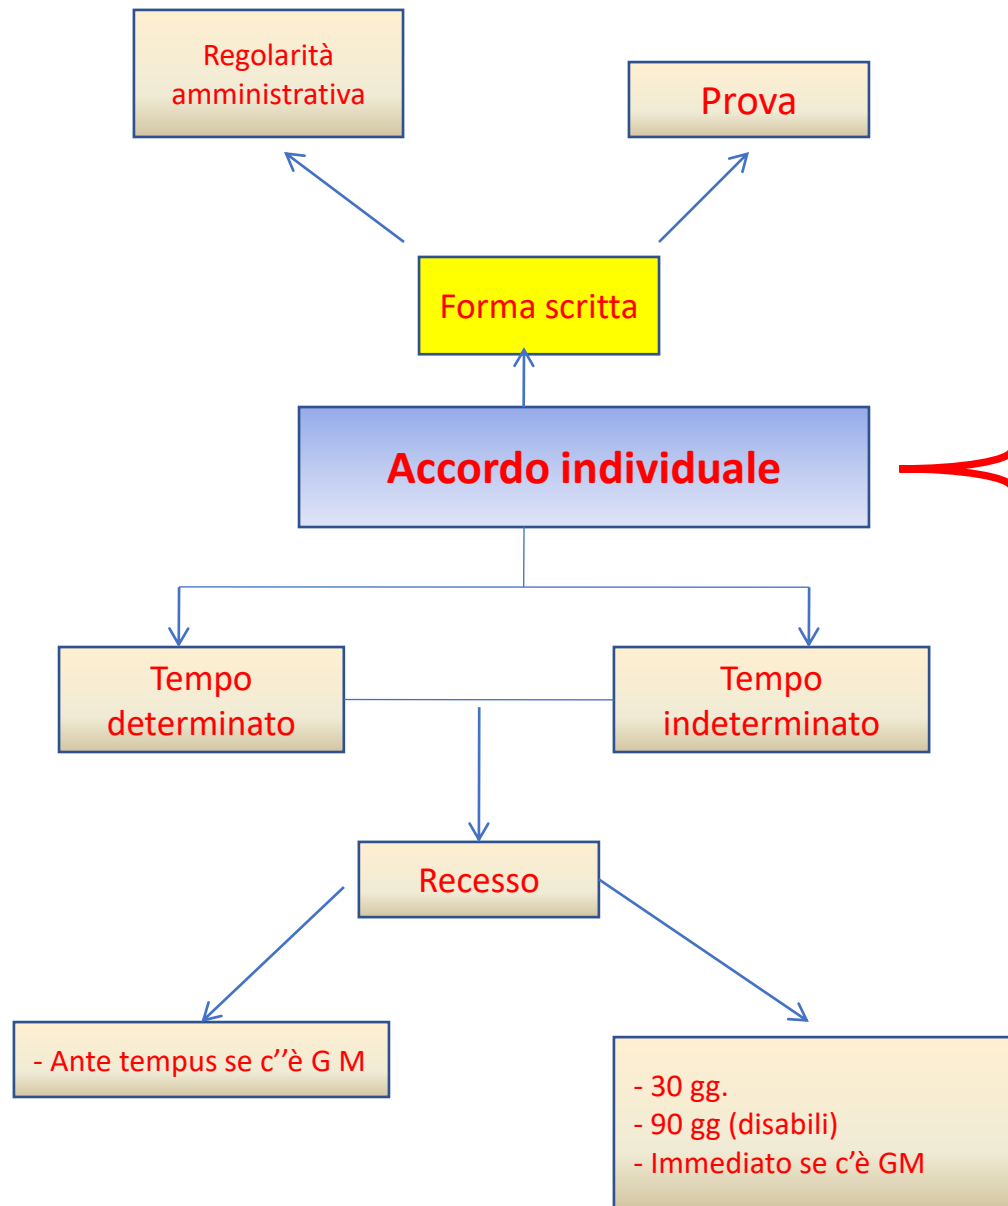 Regolarità
amministrativa
Prova
Forma scritta
Accordo individuale
Tempo
determinato
Tempo
indeterminato
Recesso
- Ante tempus se c''è G M
- 30 gg.
- 90 gg (disabili)
- Immediato se c'è GM